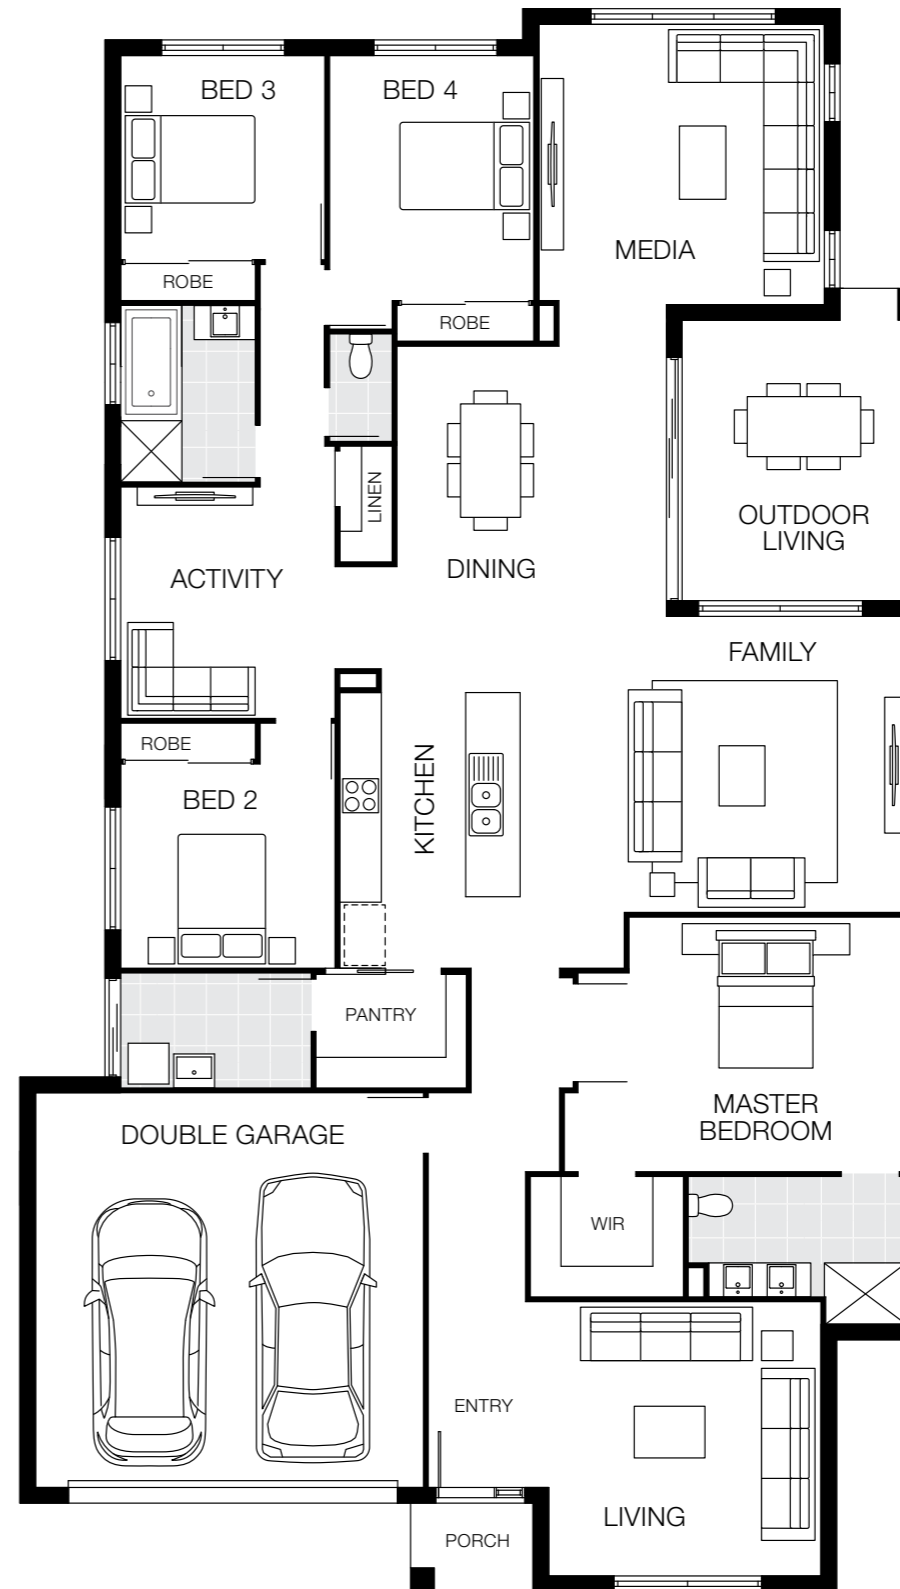 BED 3
BED 4
MEDIA
ROBE
ROBE
LINEN
OUTDOOR
LIVING
DINING
ACTIVITY
FAMILY
ROBE
BED 2
KITCHEN
PANTRY
MASTER
BEDROOM
DOUBLE GARAGE
WIR
ENTRY
LIVING
PORCH